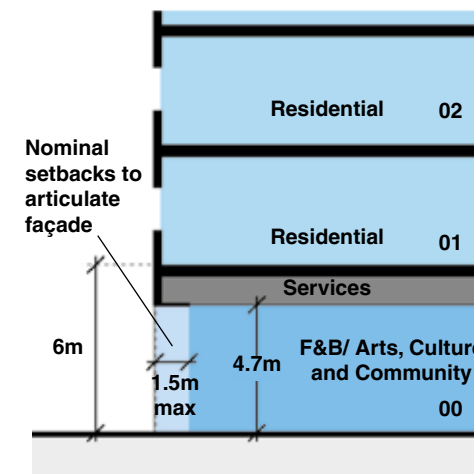 Residential 02
Nominal
setbacks to
articulate
façade
Residential 01
Services
6m
4.7m
F&B/ Arts, Culture
and Community
1.5m
max
00